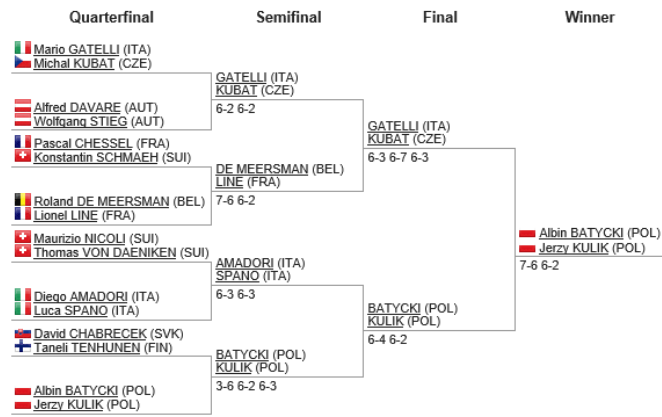 Quarterfinal
Semifinal
Final
Winner
Mario GATELLI (ITA)
Michal KUBAT (CZE)
Alfred DAVARE (AUT)
Wolfgang STIEG (AUT)
Pascal CHESSEL (FRA)
Konstantin SCHMAEH (SUI)
Roland DE MEERSMAN (BEL)
Lionel LINE (FRA)
Maurizio NICOLI (SUI)
Thomas VON DAENIKEN (SUI)
Diego AMADORI (ITA)
Luca SPANO (ITA)
David CHABRECEK (SVK)
Taneli TENHUNEN (FIN)
Albin BATYCKI (POL)
Jerzy KULIK (POL)
GATELLI (ITA)
KUBAT (CZE)
6-2 6-2
DE MEERSMAN (BEL)
LINE (FRA)
7-6 6-2
AMADORI (ITA)
SPANO (ITA)
6-3 6-3
BATYCKI (POL)
KULIK (POL)
3-6 6-2 6-3
GATELLI (ITA)
KUBAT (CZE)
6-3 6-7 6-3
BATYCKI (POL)
KULIK (POL)
6-4 6-2
Albin BATYCKI (POL)
Jerzy KULIK (POL)
7-6 6-2